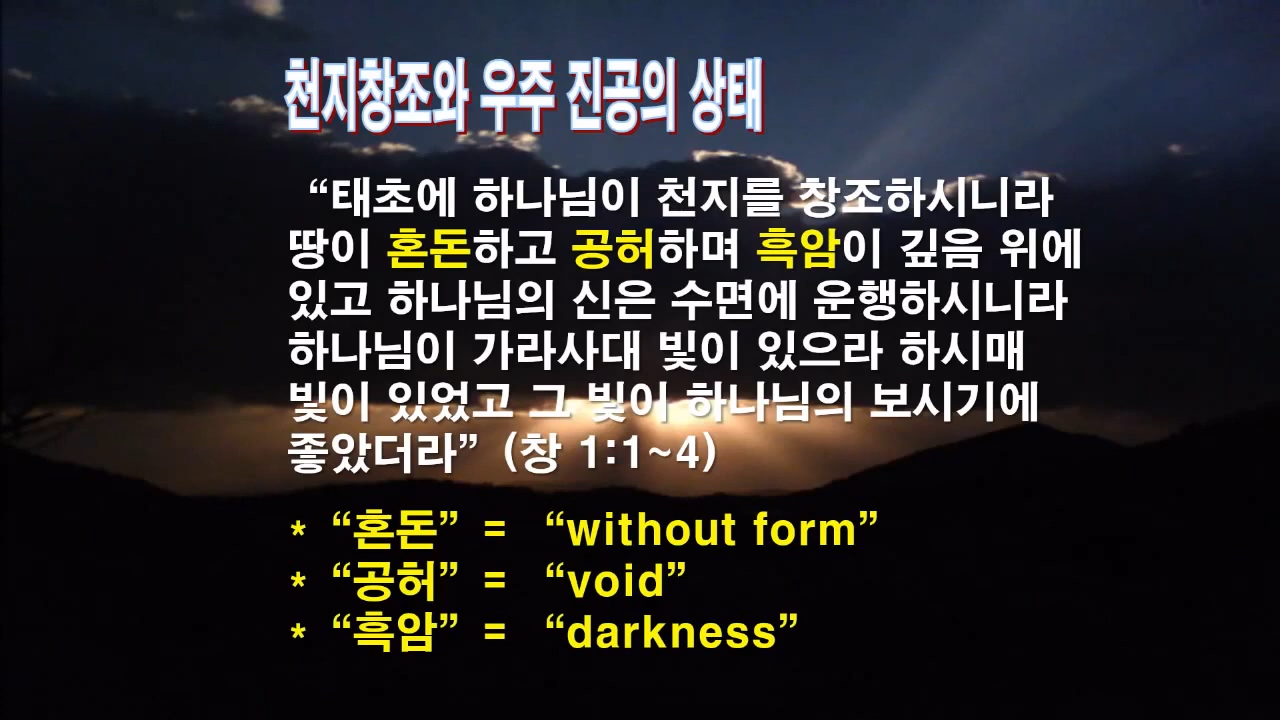 천지창조와 우주 진공의 상태
“태초에 하나님이 천지를 창조하시니라
땅이 혼돈하고 공허하며 흑암이 깊음 위에
있고 하나님의 신은 수면에 운행하시니라
하나님이 가라사대 빛이 있으라 하시매
빛이 있었고 그 빛이 하나님의 보시기에
좋았더라” (창 1:1~4)
* “혼돈” = “without form”
* “공허” = “void”
* “흑암” = “darkness”